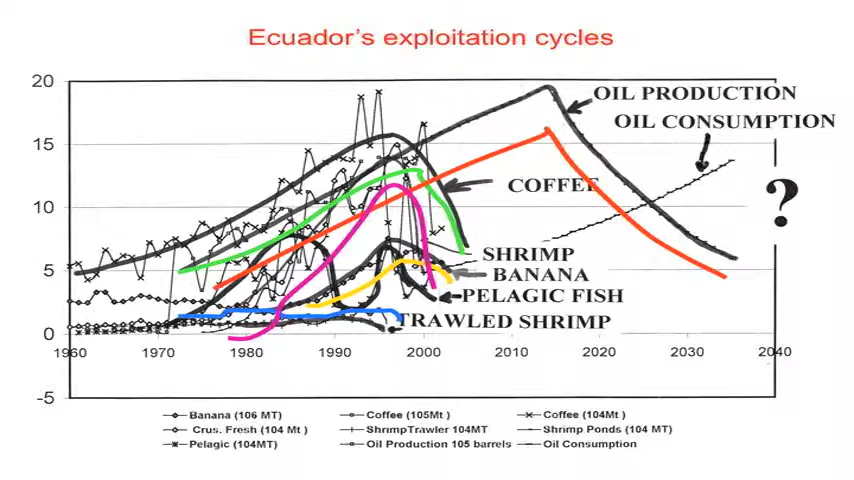 Ecuador's exploitation cycles
20
OIL PRODUCTION
OIL CONSUMPTION
15
COFFEE
10
?
SHRIMP
BANANA
5
PELAGIC FISH
TRAWLED SHRIMP
0
1960 1970 1980 1990 2000 2010 2020 2030 2040
-5
Banana (106 MT) Coffee (105Mt ) Coffee (104Mt )
Crus. Fresh (104 Mt ) ShrimpTrawler 104MT Shrimp Ponds (104 MT)
Pelagic (104MT) Oil Production 105 barrels Oil Consumption